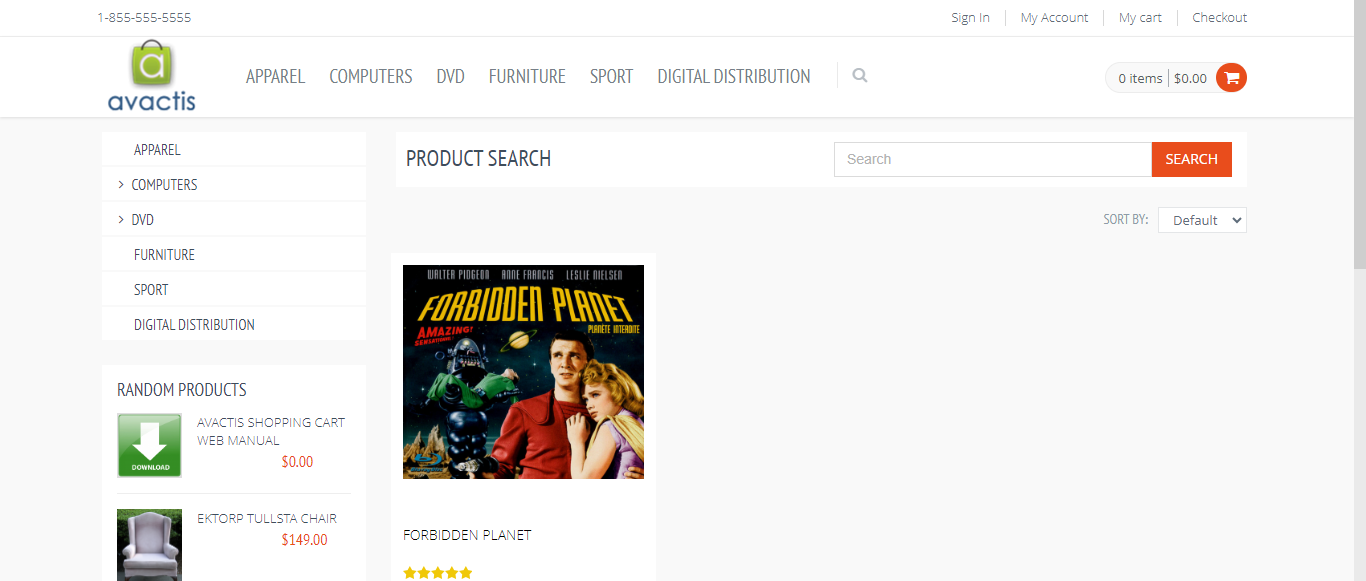 1-855-555-5555
Sign In
My Account
My cart
Checkout
avactis
APPAREL
COMPUTERS
DVD
FURNITURE
SPORT
DIGITAL DISTRIBUTION
0 items
$0.00
APPAREL
COMPUTERS
DVD
FURNITURE
SPORT
DIGITAL DISTRIBUTION
RANDOM PRODUCTS
DOWNLOAD
AVACTIS SHOPPING CART
WEB MANUAL
$0.00
EKTORP TULLSTA CHAIR
$149.00
PRODUCT SEARCH
Search
SEARCH
SORT BY:
Default
WALTER PIDGEON ANNE FRANCIS LESLIE NIELSEN
FORBIDDEN PLANET
AMAZING!
PLANÈTE INTERDITE
FORBIDDEN PLANET